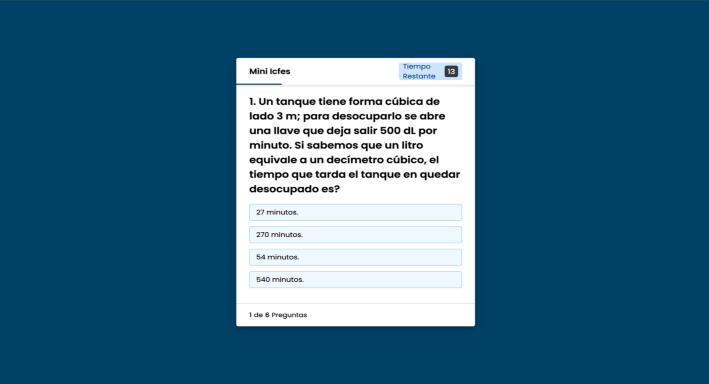 Mini Icfes
Tiempo
Restante
13
1. Un tanque tiene forma cúbica de
lado 3 m; para desocuparlo se abre
una llave que deja salir 500 dL por
minuto. Si sabemos que un litro
equivale a un decímetro cúbico, el
tiempo que tarda el tanque en quedar
desocupado es?
27 minutos.
270 minutos.
54 minutos.
540 minutos.
1 de 6 Preguntas